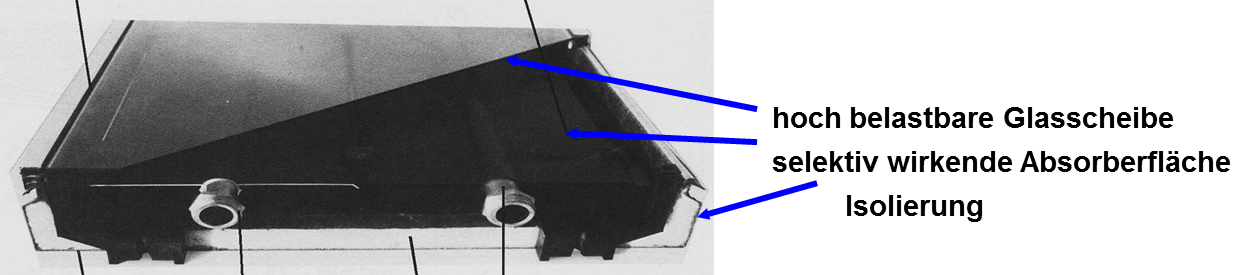 hoch belastbare Glasscheibe
selektiv wirkende Absorberfläche
Isolierung